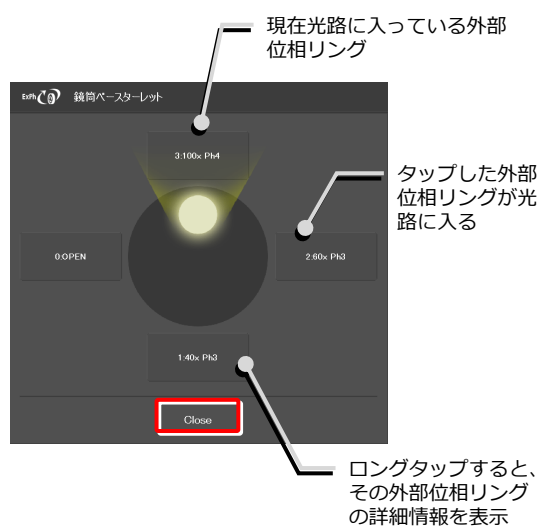 現在光路に入っている外部
位相リング
ExPh 鏡筒ベースターレット
3:100x Ph4
タップした外部
位相リングが光
路に入る
0:OPEN
2:60x Ph3
1:40x Ph3
Close
ロングタップすると、
その外部位相リング
の詳細情報を表示